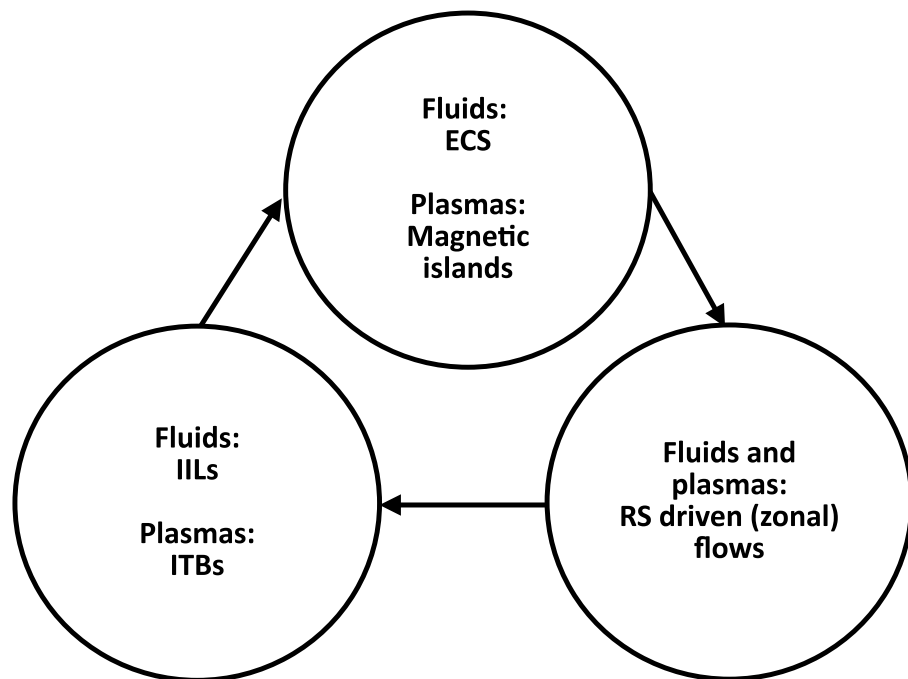 Fluids:
ECS
Plasmas:
Magnetic
islands
Fluids:
IILs
Plasmas:
ITBs
Fluids and
plasmas:
RS driven (zonal)
flows